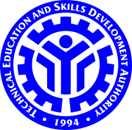 TECHNICAL EDUCATION AND SKILLS DEVELOPMENT AUTHORITY
• 1994 •